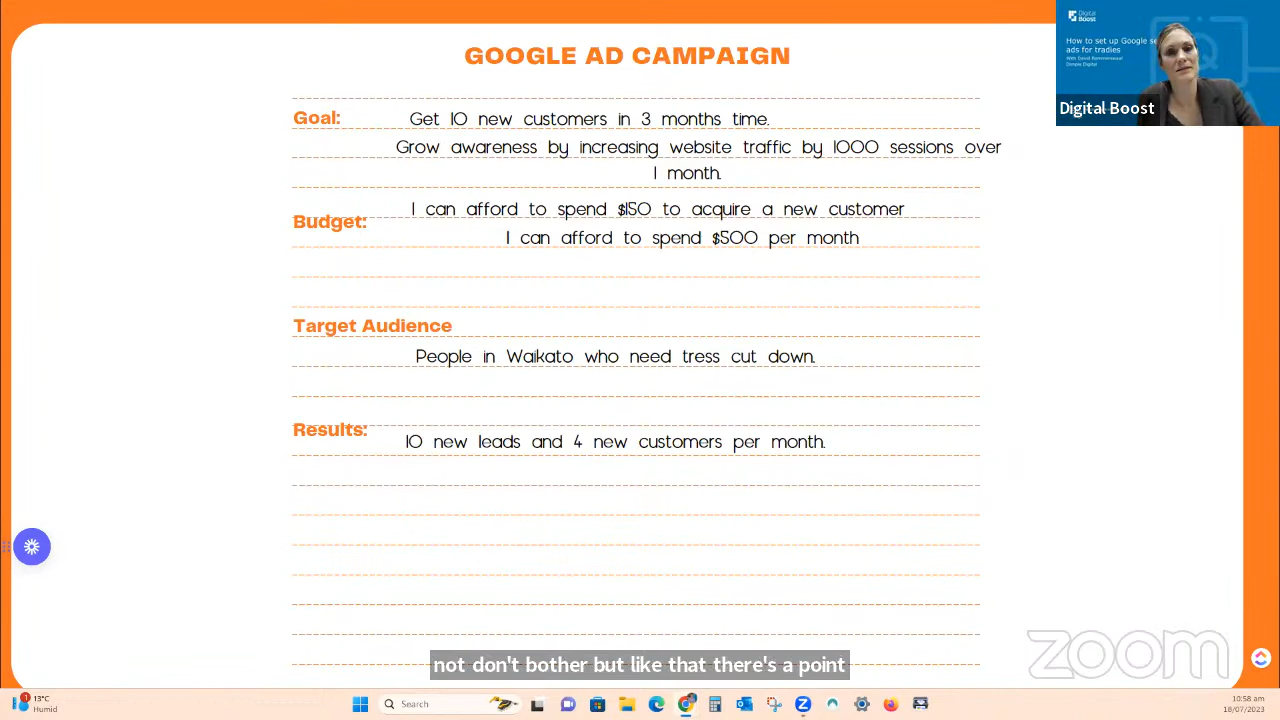 GOOGLE AD CAMPAIGN
Goal:
Get 10 new customers in 3 months time.
Grow awareness by increasing website traffic by 1000 sessions over
1 month.
Budget:
I can afford to spend $150 to acquire a new customer
I can afford to spend $500 per month
Target Audience
People in Waikato who need tress cut down.
Results:
10 new leads and 4 new customers per month.
Digital
Boost
How to set up Google se
ads for tradies
Dimple Digital
Digital Boost
not don't bother but like that there's a point
zoom
1
13°C
Humid
Search
10:58 am
18/07/2023